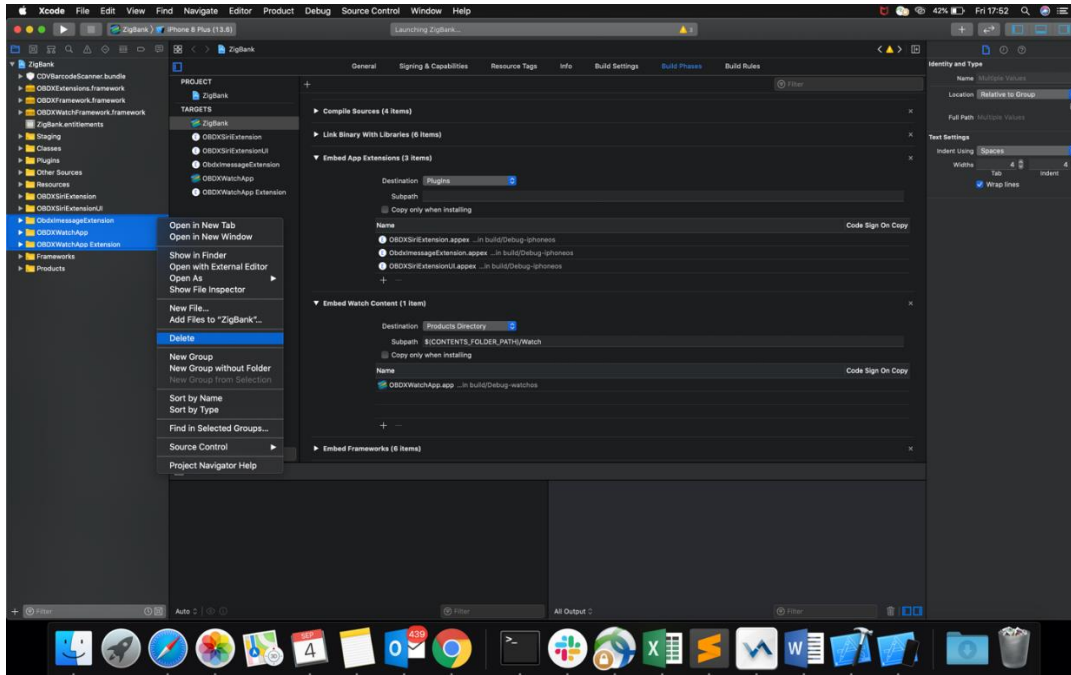 Xcode File Edit View Find Navigate Editor Product Debug Source Control Window Help 42% Fri 17:52
ZigBank iPhone 8 Plus (13.6) Launching ZigBank...
ZigBank
General Signing & Capabilities Resource Tags Info Build Settings Build Phases Build Rules
ZigBank
CDVBarcodeScanner.bundle
OBDXExtensions.framework
OBDXFramework.framework
OBDXWatchFramework.framework
ZigBank.entitlements
Staging
Classes
Plugins
Other Sources
Resources
OBDXSiriExtension
OBDXSiriExtensionUI
ObdxImessageExtension
OBDXWatchApp
OBDXWatchApp Extension
Frameworks
Products
Filter
PROJECT
ZigBank
TARGETS
ZigBank
OBDXSiriExtension
OBDXSiriExtensionUI
ObdxImessageExtension
OBDXWatchApp
OBDXWatchApp Extension
Open in New Tab
Open in New Window
Show in Finder
Open with External Editor
Open As
Show File Inspector
New File...
Add Files to "ZigBank"...
Delete
New Group
New Group without Folder
New Group from Selection
Sort by Name
Sort by Type
Find in Selected Groups...
Source Control
Project Navigator Help
+ Filter
Compile Sources (4 items)
Link Binary With Libraries (6 items)
Embed App Extensions (3 items)
Destination Plugins
Subpath
Copy only when installing
Name Code Sign On Copy
OBDXSiriExtension.appex ...in build/Debug-iphoneos
ObdxImessageExtension.appex ...in build/Debug-iphoneos
OBDXSiriExtensionUI.appex ...in build/Debug-iphoneos
+ —
Embed Watch Content (1 item)
Destination Products Directory
Subpath $(CONTENTS_FOLDER_PATH)/Watch
Copy only when installing
Name Code Sign On Copy
OBDXWatchApp.app ...in build/Debug-watchos
+ —
Embed Frameworks (6 items)
Identity and Type
Name Multiple Values
Location Relative to Group
Full Path Multiple Values
Text Settings
Indent Using Spaces
Widths 4 4
Tab Indent
Wrap lines
Auto Filter All Output Filter
SEP
4
439